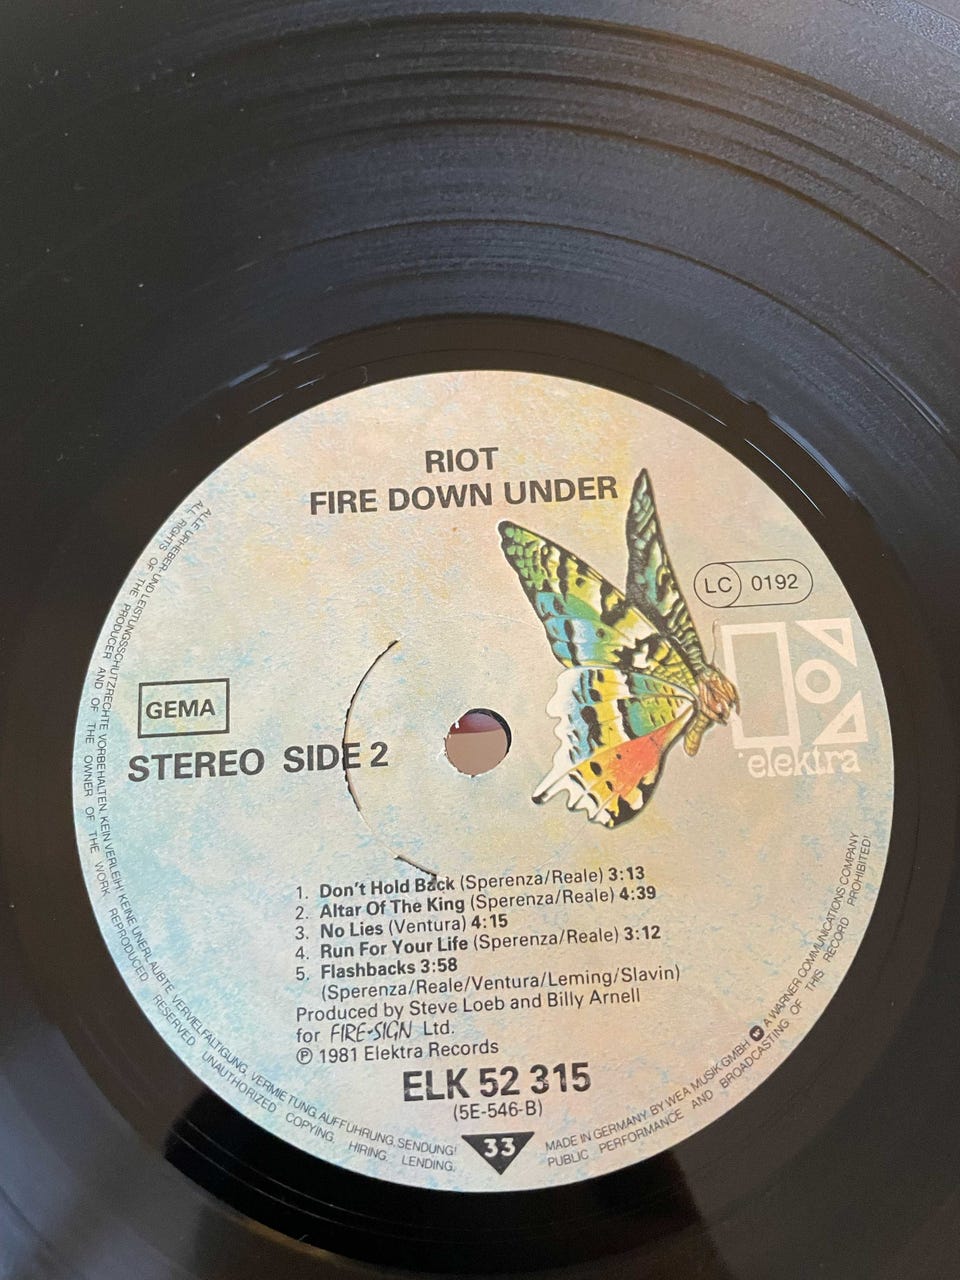 RIOT
FIRE DOWN UNDER
LC 0192
elektra
GEMA
STEREO SIDE 2
1. Don't Hold Back (Sperenza/Reale) 3:13
2. Altar Of The King (Sperenza/Reale) 4:39
3. No Lies (Ventura) 4:15
4. Run For Your Life (Sperenza/Reale) 3:12
5. Flashbacks 3:58
(Sperenza/Reale/Ventura/Leming/Slavin)
Produced by Steve Loeb and Billy Arnell
for FIRE-SIGN Ltd.
℗ 1981 Elektra Records
ELK 52 315
(5E-546-B)
33
ALLE URHEBER- UND LEISTUNGSSCHUTZRECHTE VORBEHALTEN. KEIN VERLEIH! KEINE UNERLAUBTE VERVIELFÄLTIGUNG, VERMIETUNG, AUFFÜHRUNG, SENDUNG!
ALL RIGHTS OF THE PRODUCER AND OF THE OWNER OF THE WORK REPRODUCED RESERVED. UNAUTHORIZED COPYING, HIRING, LENDING,
MADE IN GERMANY BY WEA MUSIK GMBH A WARNER COMMUNICATIONS COMPANY
PUBLIC PERFORMANCE AND BROADCASTING OF THIS RECORD PROHIBITED!